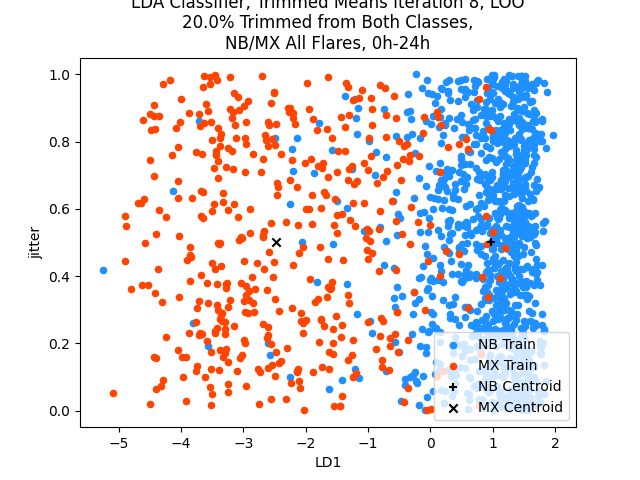 LDA Classifier, Trimmed Means Iteration 8, LOO
20.0% Trimmed from Both Classes,
NB/MX All Flares, 0h-24h
1.0
0.8
0.6
0.4
0.2
0.0
jitter
−5
−4
−3
−2
−1
0
1
2
LD1
NB Train
MX Train
NB Centroid
MX Centroid